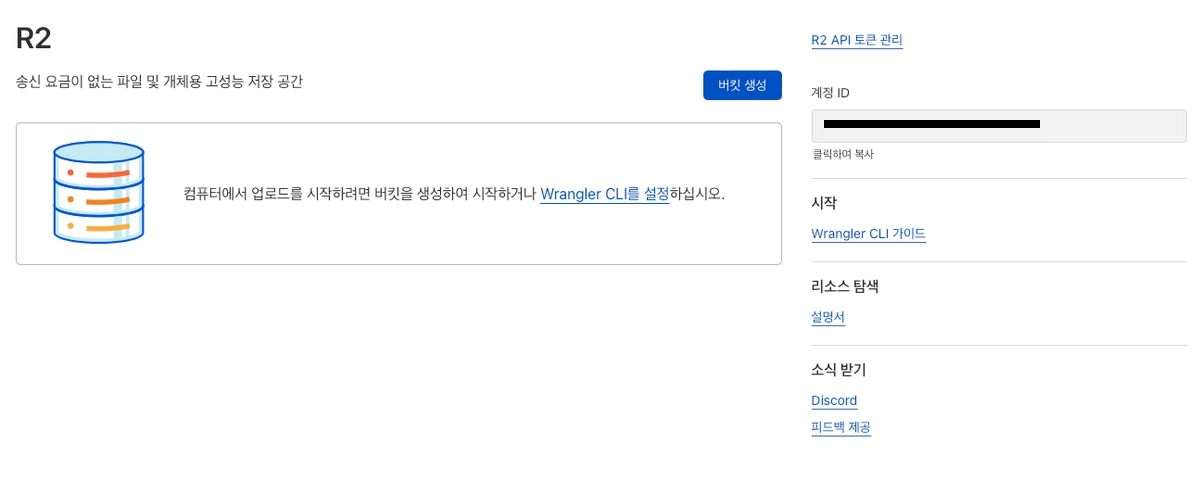 R2
송신 요금이 없는 파일 및 개체용 고성능 저장 공간
버킷 생성
컴퓨터에서 업로드를 시작하려면 버킷을 생성하여 시작하거나 Wrangler CLI를 설정하십시오.
R2 API 토큰 관리
계정 ID
클릭하여 복사
시작
Wrangler CLI 가이드
리소스 탐색
설명서
소식 받기
Discord
피드백 제공